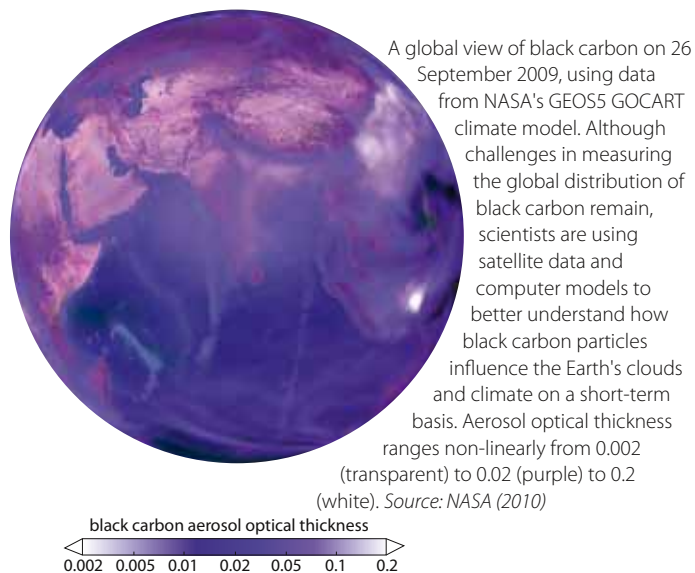 A global view of black carbon on 26
September 2009, using data
from NASA's GEOS5 GOCART
climate model. Although
challenges in measuring
the global distribution of
black carbon remain,
scientists are using
satellite data and
computer models to
better understand how
black carbon particles
influence the Earth's clouds
and climate on a short-term
basis. Aerosol optical thickness
ranges non-linearly from 0.002
(transparent) to 0.02 (purple) to 0.2
(white). Source: NASA (2010)
black carbon aerosol optical thickness
0.002 0.005 0.01 0.02 0.05 0.1 0.2